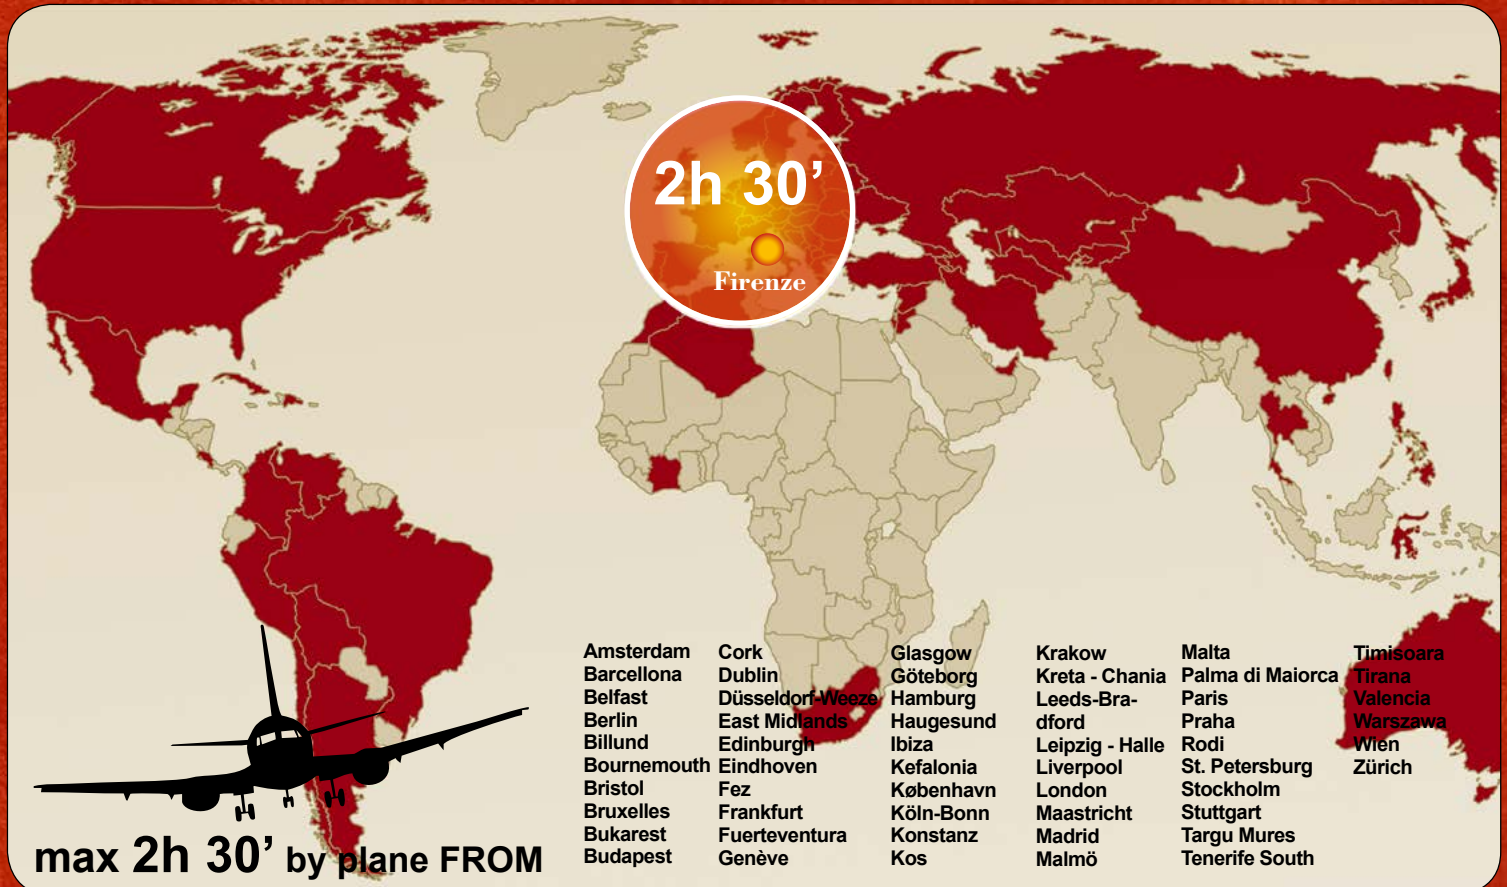 2h 30’
Firenze
max 2h 30’ by plane FROM
Amsterdam
Barcellona
Belfast
Berlin
Billund
Bournemouth
Bristol
Bruxelles
Bukarest
Budapest
Cork
Dublin
Düsseldorf-Weeze
East Midlands
Edinburgh
Eindhoven
Fez
Frankfurt
Fuerteventura
Genève
Glasgow
Göteborg
Hamburg
Haugesund
Ibiza
Kefalonia
København
Köln-Bonn
Konstanz
Kos
Krakow
Kreta - Chania
Leeds-Bra-
dford
Leipzig - Halle
Liverpool
London
Maastricht
Madrid
Malmö
Malta
Palma di Maiorca
Paris
Praha
Rodi
St. Petersburg
Stockholm
Stuttgart
Targu Mures
Tenerife South
Timisoara
Tirana
Valencia
Warszawa
Wien
Zürich